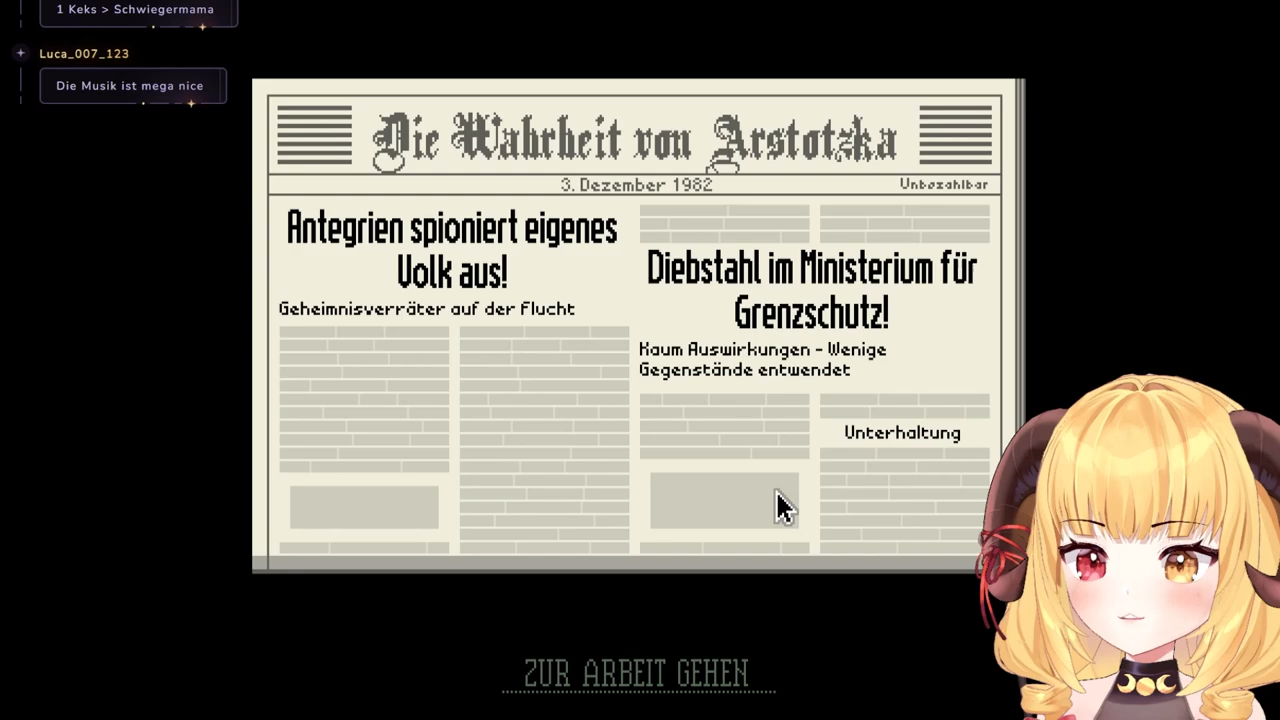 1 Keks > Schwiegermama
Luca_007_123
Die Musik ist mega nice
Die Wahrheit von Arstotzka
3. Dezember 1982
Unbezahlbar
Antegrien spioniert eigenes
Volk aus!
Geheimnisverräter auf der Flucht
Diebstahl im Ministerium für
Grenzschutz!
Kaum Auswirkungen - Wenige
Gegenstände entwendet
Unterhaltung
ZUR ARBEIT GEHEN